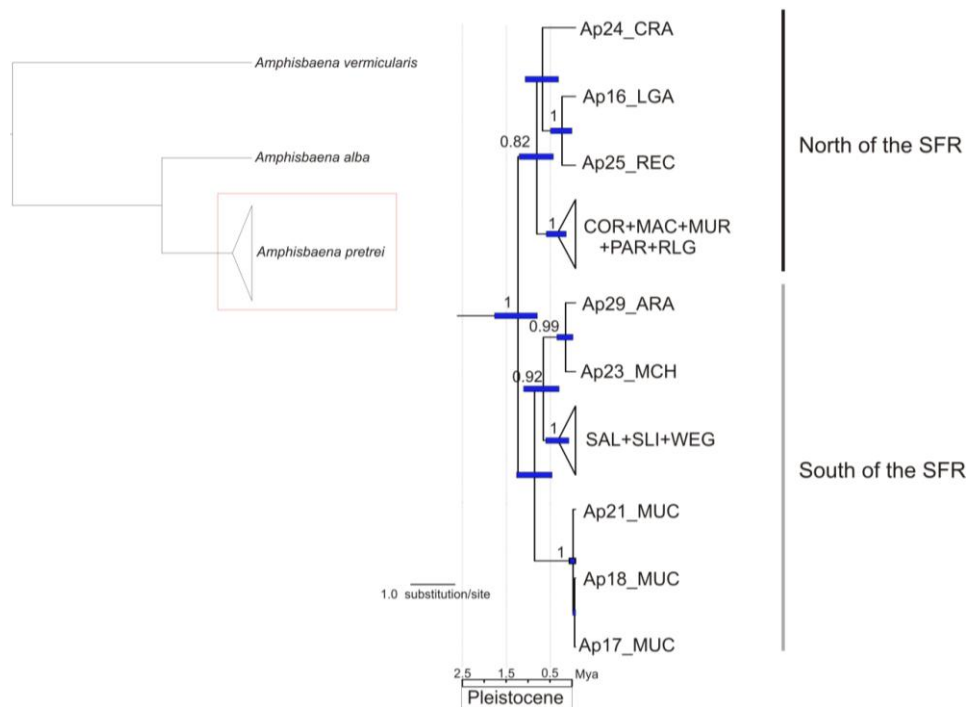 Amphisbaena vermicularis
Amphisbaena alba
Amphisbaena pretrei
1.0 substitution/site
Ap24_CRA
1
Ap16_LGA
0.82
Ap25_REC
1
COR+MAC+MUR
+PAR+RLG
North of the SFR
1
Ap29_ARA
0.99
Ap23_MCH
0.92
1
SAL+SLI+WEG
South of the SFR
Ap21_MUC
1
Ap18_MUC
Ap17_MUC
2.5 1.5 0.5 Mya
Pleistocene